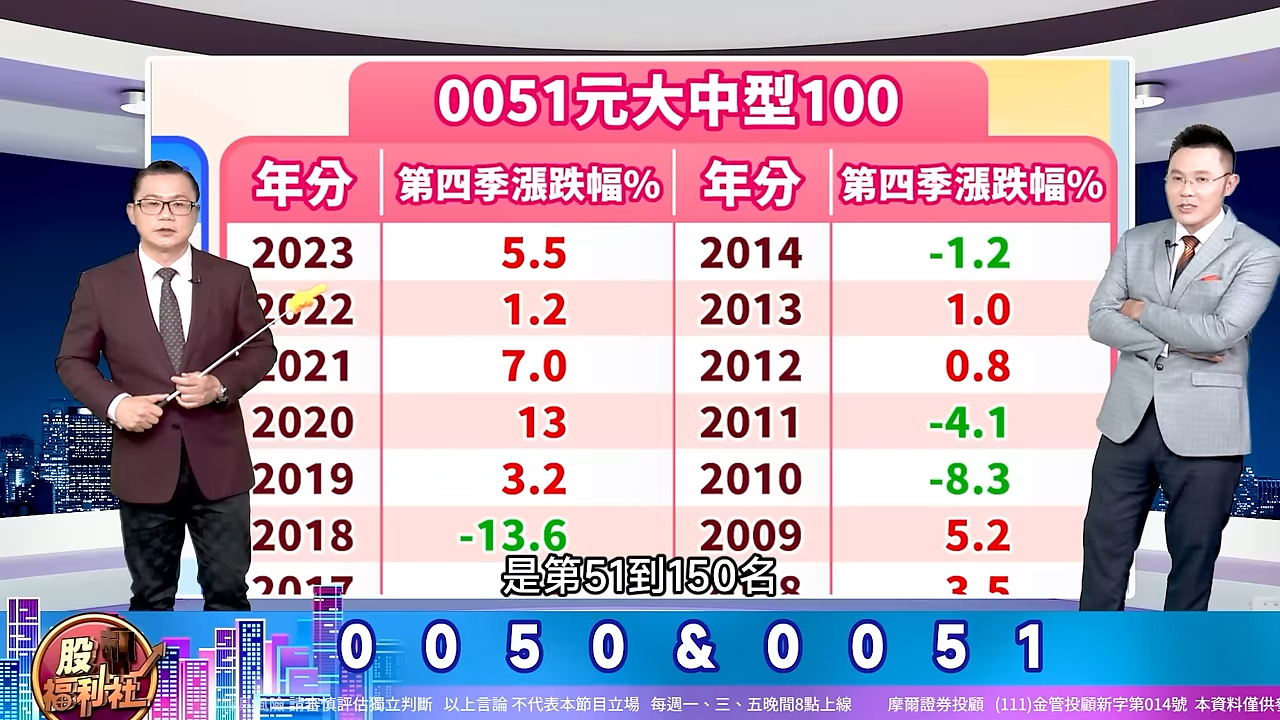 0051元大中型100
年分 第四季漲跌幅% 年分 第四季漲跌幅%
2023 5.5 2014 -1.2
2022 1.2 2013 1.0
2021 7.0 2012 0.8
2020 13 2011 -4.1
2019 3.2 2010 -8.3
2018 -13.6 2009 5.2
2017 3.5
是第51到150名
0050&0051
股市
福利社
風險 請審慎評估獨立判斷 以上言論 不代表本節目立場 每週一、三、五晚間8點上線 摩爾證券投顧 (111)金管投顧新字第014號 本資料僅供